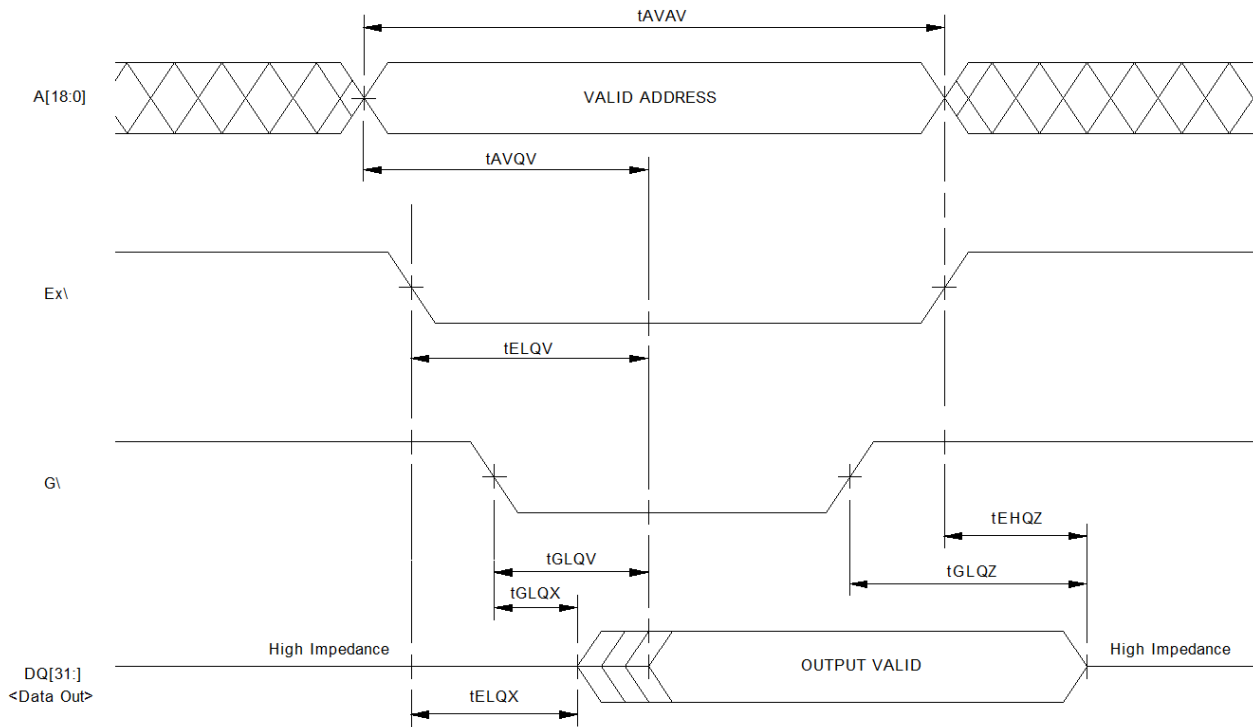 tAVAV
A[18:0]
VALID ADDRESS
tAVQV
Ex\
tELQV
G\
tEHQZ
tGLQV
tGLQZ
tGLQX
High Impedance
OUTPUT VALID
High Impedance
DQ[31:]
<Data Out>
tELQX